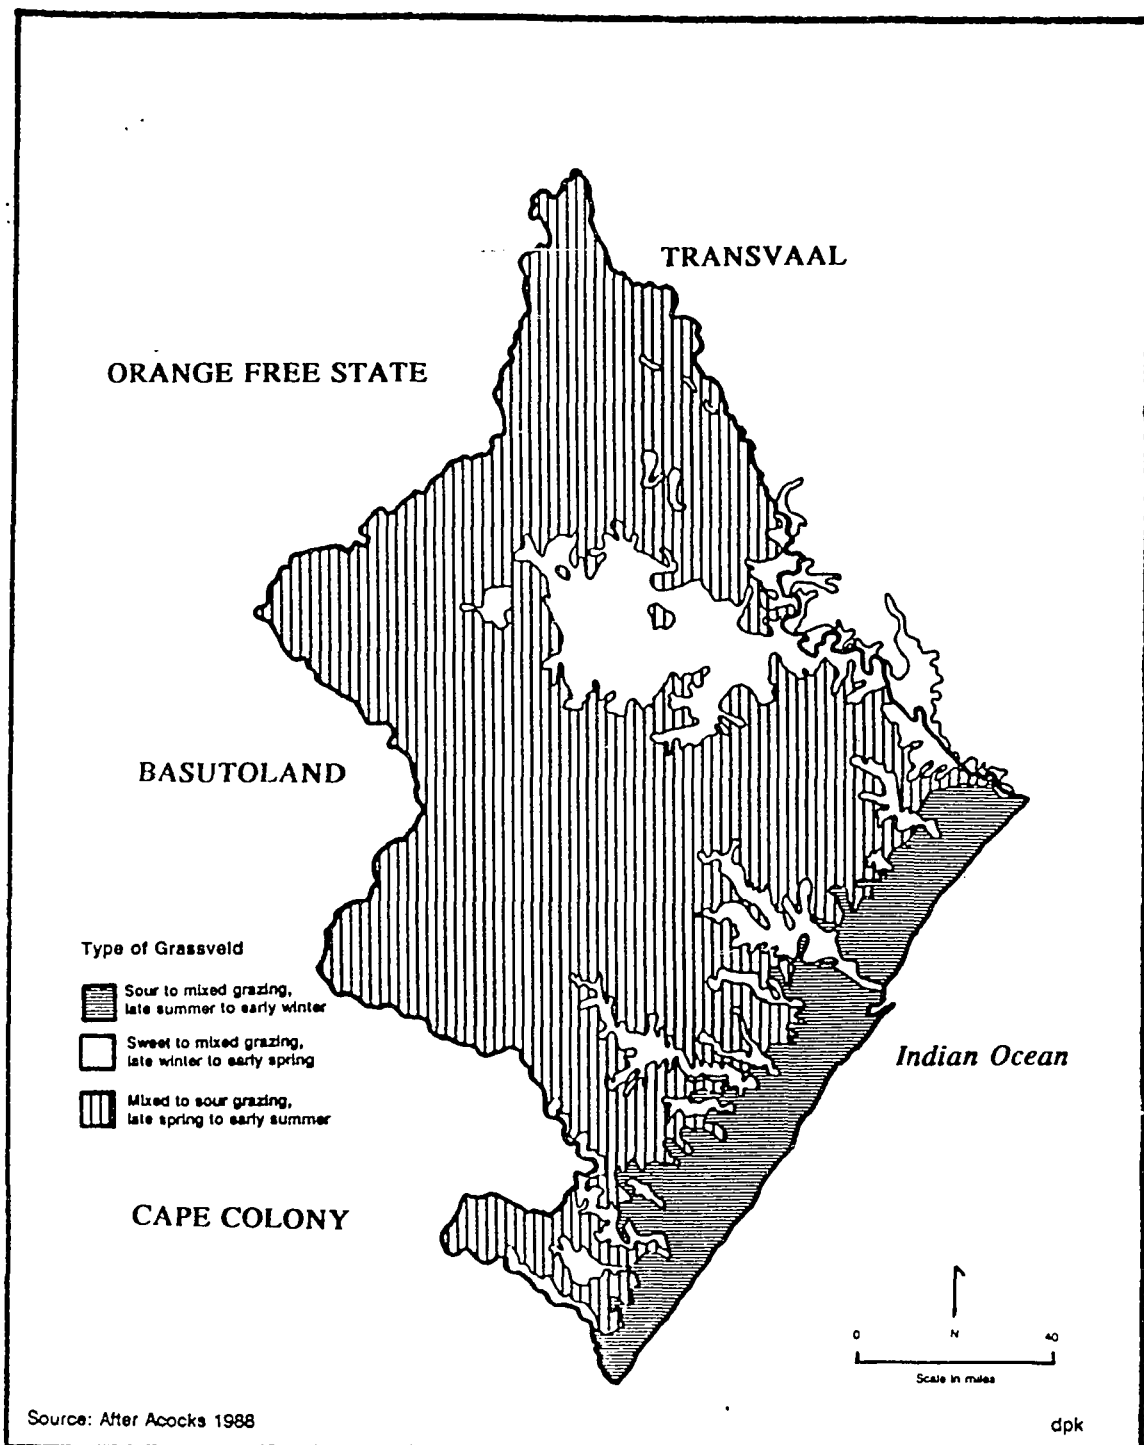 TRANSVAAL
ORANGE FREE STATE
BASUTOLAND
Type of Grassveld
Sour to mixed grazing,
late summer to early winter
Sweet to mixed grazing,
late winter to early spring
Mixed to sour grazing,
late spring to early summer
Indian Ocean
CAPE COLONY
0 N 40
Scale in miles
Source: After Acocks 1988
dpk